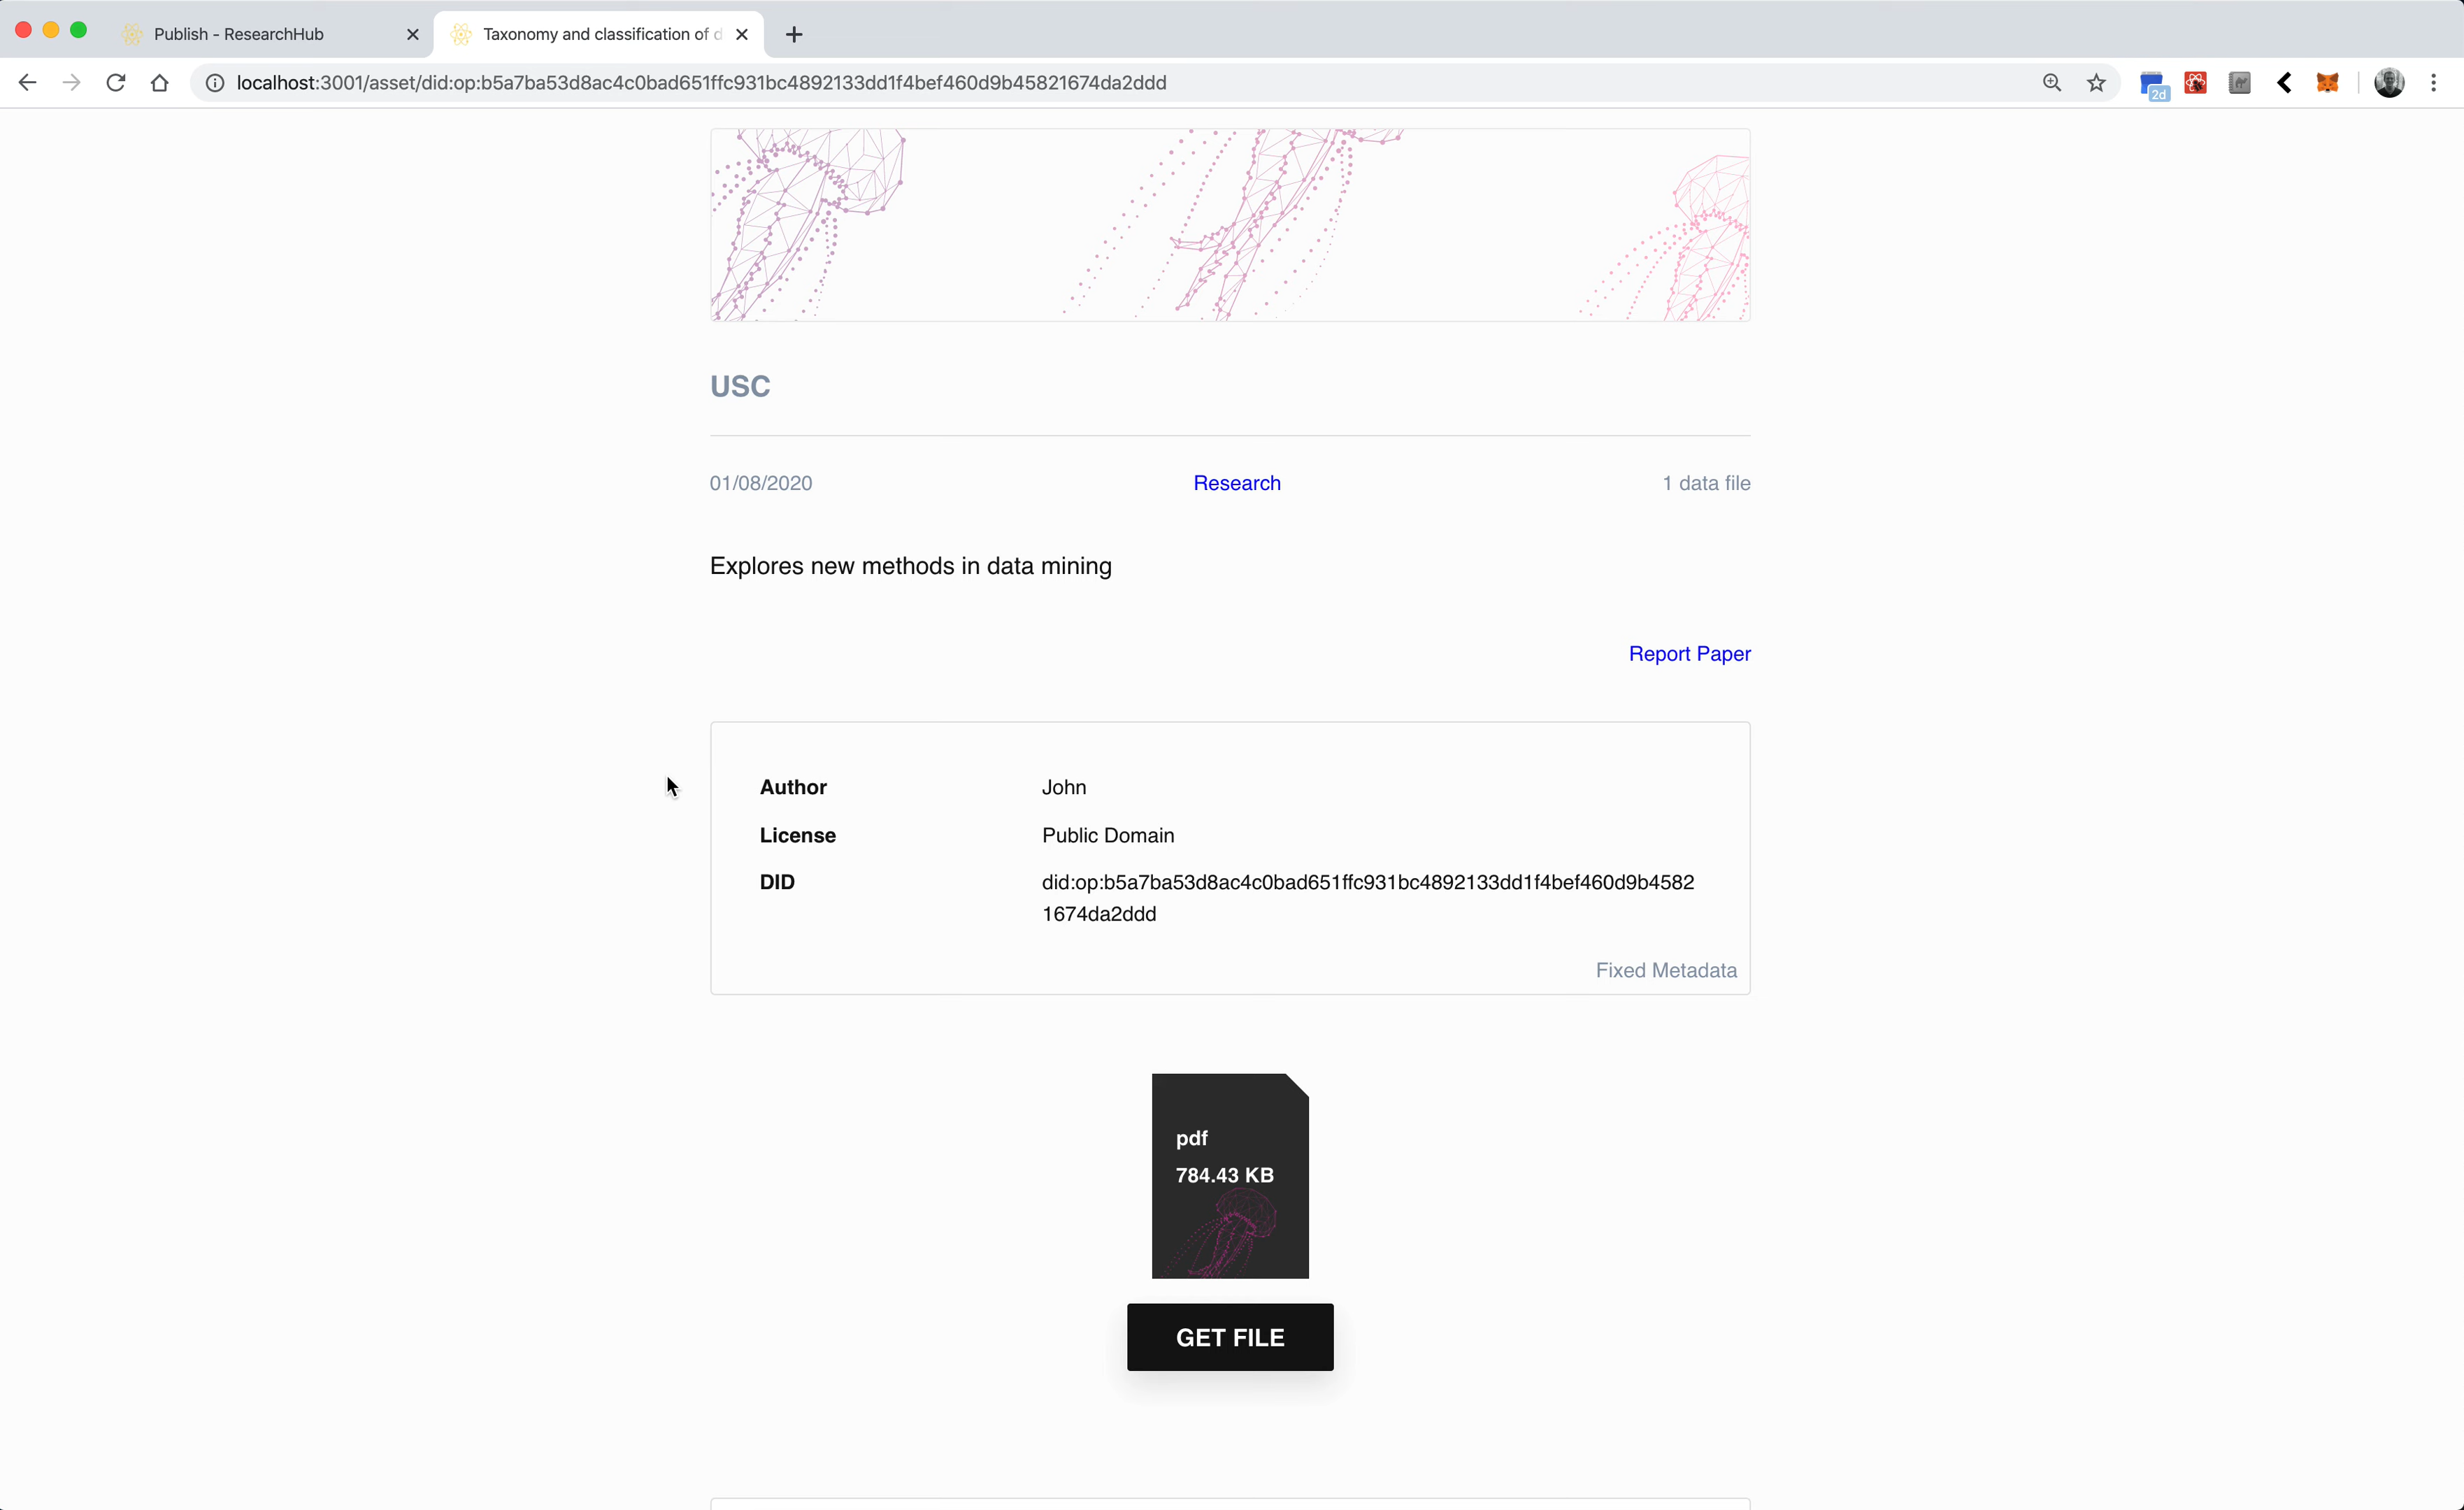 Publish - ResearchHub
Taxonomy and classification of d
localhost:3001/asset/did:op:b5a7ba53d8ac4c0bad651ffc931bc4892133dd1f4bef460d9b45821674da2ddd
2d
USC
01/08/2020 Research 1 data file
Explores new methods in data mining
Report Paper
Author John
License Public Domain
DID did:op:b5a7ba53d8ac4c0bad651ffc931bc4892133dd1f4bef460d9b4582
1674da2ddd
Fixed Metadata
pdf
784.43 KB
GET FILE